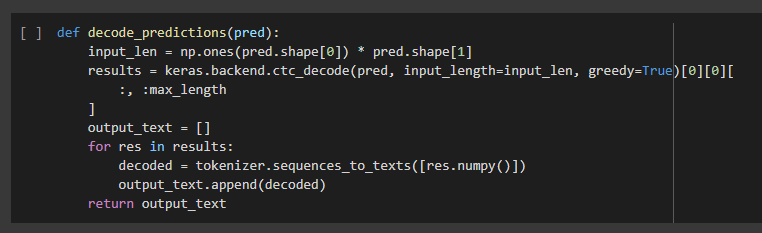 [ ] def decode_predictions(pred):
    input_len = np.ones(pred.shape[0]) * pred.shape[1]
    results = keras.backend.ctc_decode(pred, input_length=input_len, greedy=True)[0][0][
        :, :max_length
    ]
    output_text = []
    for res in results:
        decoded = tokenizer.sequences_to_texts([res.numpy()])
        output_text.append(decoded)
    return output_text